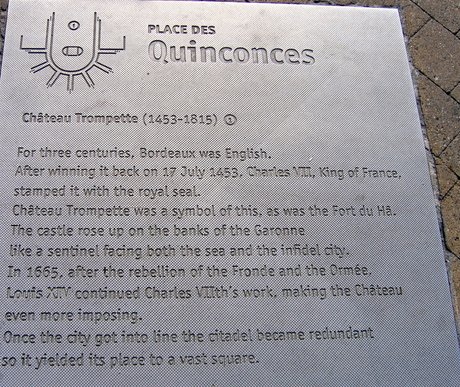 PLACE DES
Quinconces
Château Trompette (1453-1815) ①
For three centuries, Bordeaux was English.
After winning it back on 17 July 1453, Charles VII, King of France,
stamped it with the royal seal.
Château Trompette was a symbol of this, as was the Fort du Hâ.
The castle rose up on the banks of the Garonne
like a sentinel facing both the sea and the infidel city.
In 1665, after the rebellion of the Fronde and the Ormée,
Louis XIV continued Charles VIIth's work, making the Château
even more imposing.
Once the city got into line the citadel became redundant
so it yielded its place to a vast square.